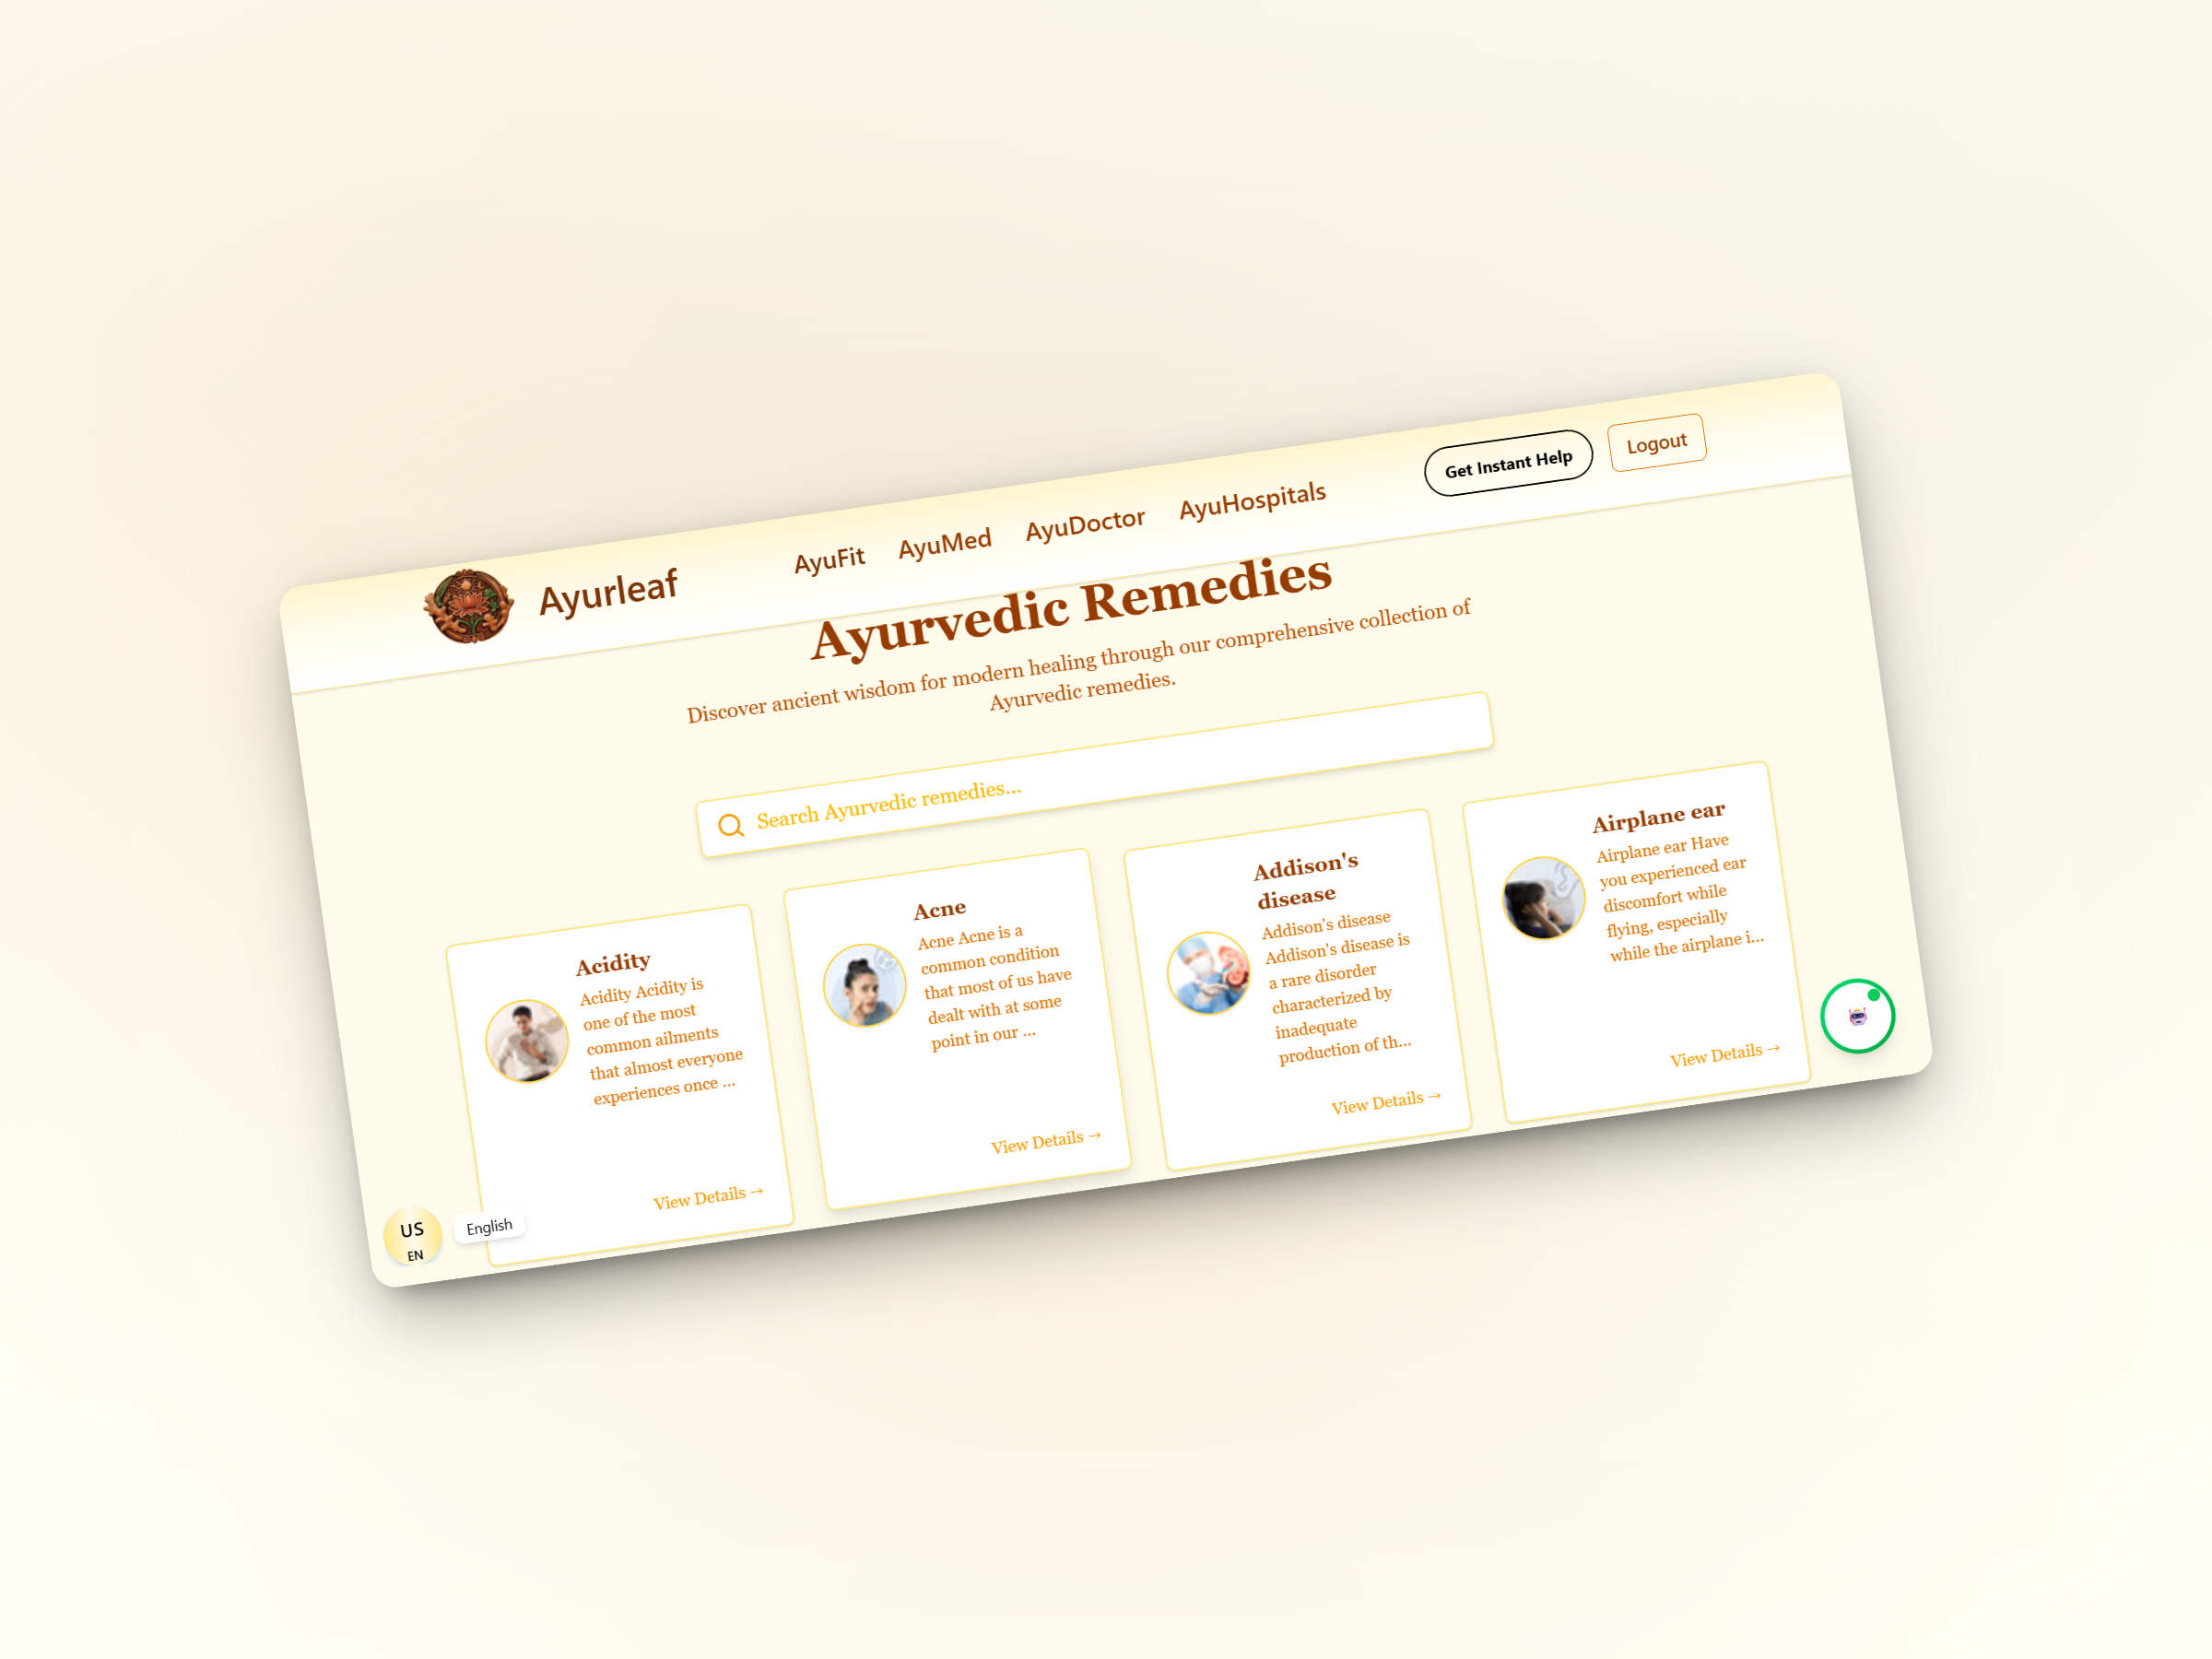 Ayurleaf
AyuFit
AyuMed
AyuDoctor
AyuHospitals
Get Instant Help
Logout
Ayurvedic Remedies
Discover ancient wisdom for modern healing through our comprehensive collection of
Ayurvedic remedies.
Search Ayurvedic remedies...
Acidity
Acidity Acidity is
one of the most
common ailments
that almost everyone
experiences once ...
View Details →
Acne
Acne Acne is a
common condition
that most of us have
dealt with at some
point in our ...
View Details →
Addison's
disease
Addison's disease
Addison's disease is
a rare disorder
characterized by
inadequate
production of th...
View Details →
Airplane ear
Airplane ear Have
you experienced ear
discomfort while
flying, especially
while the airplane i...
View Details →
US
EN
English